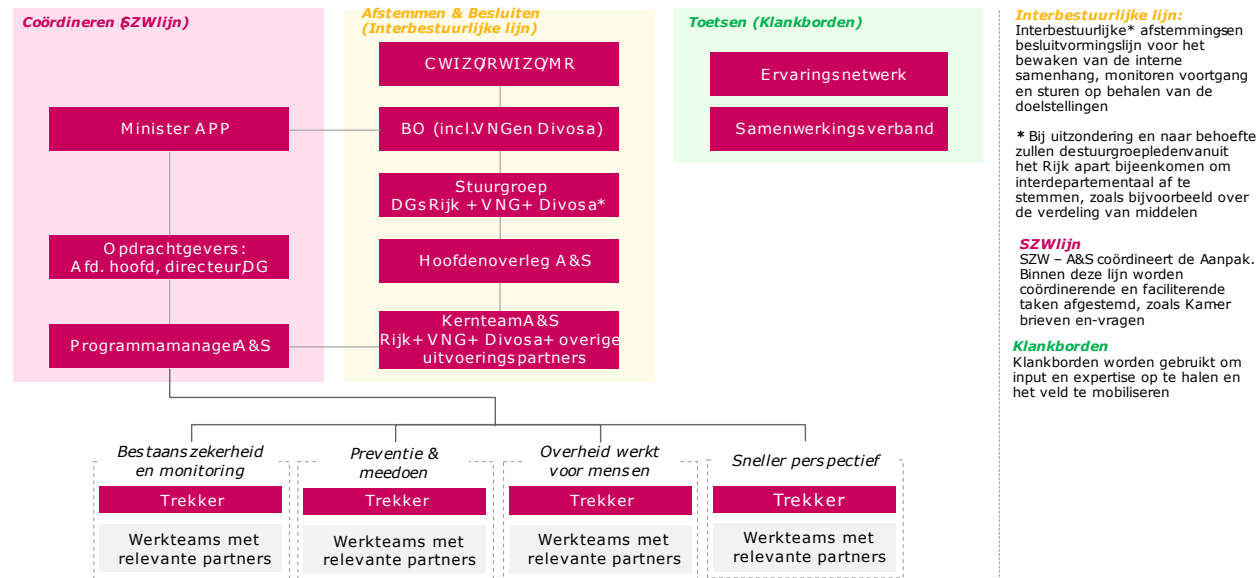 Coördineren (SZWlijn)
Minister APP
Opdrachtgevers:
Afd. hoofd, directeur,DG
Programmamanager A&S
Afstemmen & Besluiten
(Interbestuurlijke lijn)
CWIZO/RWIZO/MR
BO (incl.VNGen Divosa)
Stuurgroep
DGsRijk + VNG+ Divosa*
Hoofdenoverleg A&S
KernteamA&S
Rijk+ VNG+ Divosa+ overige
uitvoeringspartners
Toetsen (Klankborden)
Ervaringsnetwerk
Samenwerkingsverband
Interbestuurlijke lijn:
Interbestuurlijke* afstemmings-en
besluitvormingslijn voor het
bewaken van de interne
samenhang, monitoren voortgang
en sturen op behalen van de
doelstellingen
* Bij uitzondering en naar behoefte
zullen destuurgroepledenvanuit
het Rijk apart bijeenkomen om
interdepartementaal af te
stemmen, zoals bijvoorbeeld over
de verdeling van middelen
SZWlijn
SZW – A&S coördineert de Aanpak.
Binnen deze lijn worden
coördinerende en faciliterende
taken afgestemd, zoals Kamer-
brieven en-vragen
Klankborden
Klankborden worden gebruikt om
input en expertise op te halen en
het veld te mobiliseren
Bestaanszekerheid
en monitoring
Trekker
Werkteams met
relevante partners
Preventie &
meedoen
Trekker
Werkteams met
relevante partners
Overheid werkt
voor mensen
Trekker
Werkteams met
relevante partners
Sneller perspectief
Trekker
Werkteams met
relevante partners